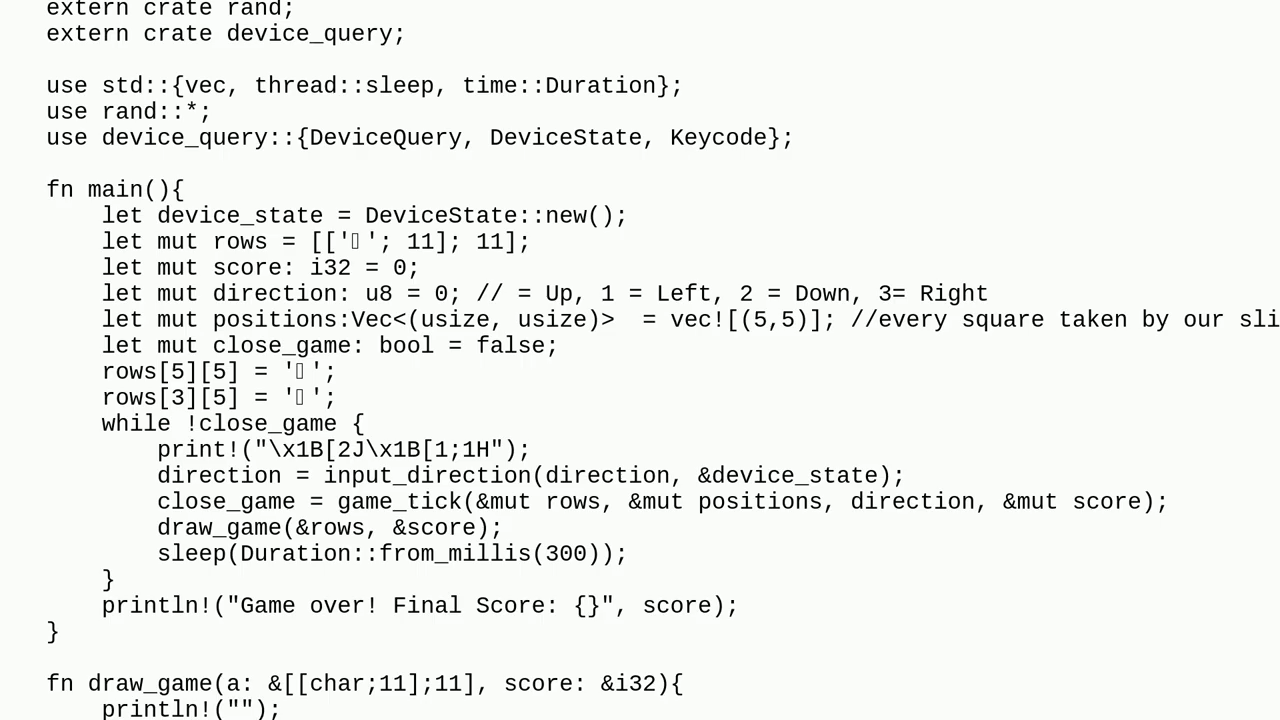 extern crate rand;
extern crate device_query;

use std::{vec, thread::sleep, time::Duration};
use rand::*;
use device_query::{DeviceQuery, DeviceState, Keycode};

fn main(){
    let device_state = DeviceState::new();
    let mut rows = [['▯'; 11]; 11];
    let mut score: i32 = 0;
    let mut direction: u8 = 0; // = Up, 1 = Left, 2 = Down, 3= Right
    let mut positions:Vec<(usize, usize)>  = vec![(5,5)]; //every square taken by our sli
    let mut close_game: bool = false;
    rows[5][5] = '▯';
    rows[3][5] = '▯';
    while !close_game {
        print!("\x1B[2J\x1B[1;1H");
        direction = input_direction(direction, &device_state);
        close_game = game_tick(&mut rows, &mut positions, direction, &mut score);
        draw_game(&rows, &score);
        sleep(Duration::from_millis(300));
    }
    println!("Game over! Final Score: {}", score);
}

fn draw_game(a: &[[char;11];11], score: &i32){
    println!("");